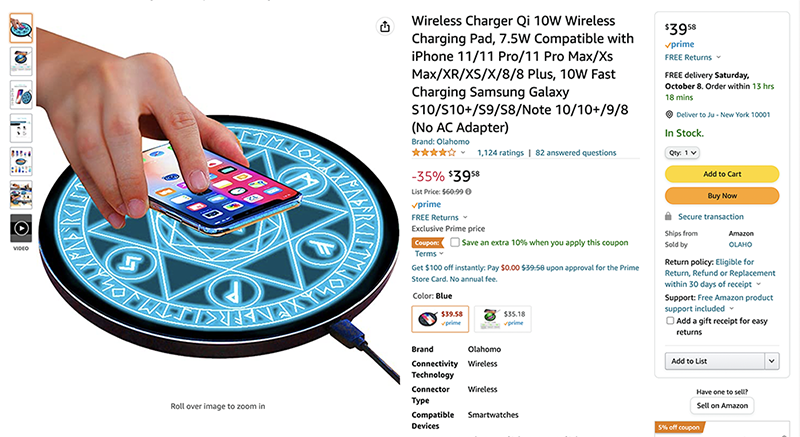 VIDEO
Roll over image to zoom in
Wireless Charger Qi 10W Wireless
Charging Pad, 7.5W Compatible with
iPhone 11/11 Pro/11 Pro Max/Xs
Max/XR/XS/X/8/8 Plus, 10W Fast
Charging Samsung Galaxy
S10/S10+/S9/S8/Note 10/10+/9/8
(No AC Adapter)
Brand: Olahomo
1,124 ratings | 82 answered questions
-35% $3958
List Price: $60.99
prime
FREE Returns
Exclusive Prime price
Coupon: Save an extra 10% when you apply this coupon
Terms
Get $100 off instantly: Pay $0.00 $39.58 upon approval for the Prime
Store Card. No annual fee.
Color: Blue
$39.58
prime
$35.18
prime
Brand Olahomo
Connectivity Wireless
Technology
Connector Wireless
Type
Compatible Smartwatches
Devices
$3958
prime
FREE Returns
FREE delivery Saturday,
October 8. Order within 13 hrs
18 mins
Deliver to Ju - New York 10001
In Stock.
Qty: 1
Add to Cart
Buy Now
Secure transaction
Ships from Amazon
Sold by OLAHO
Return policy: Eligible for
Return, Refund or Replacement
within 30 days of receipt
Support: Free Amazon product
support included
Add a gift receipt for easy
returns
Add to List
Have one to sell?
Sell on Amazon
5% off coupon